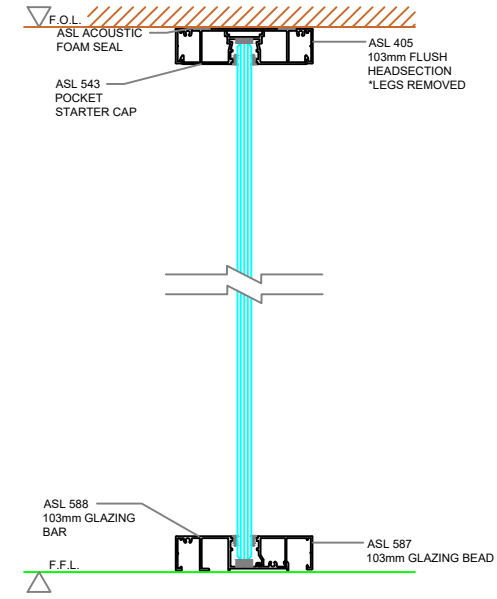 F.O.L.
ASL ACOUSTIC
FOAM SEAL
ASL 405
103mm FLUSH
HEADSECTION
*LEGS REMOVED
ASL 543
POCKET
STARTER CAP
ASL 588
103mm GLAZING
BAR
ASL 587
103mm GLAZING BEAD
F.F.L.